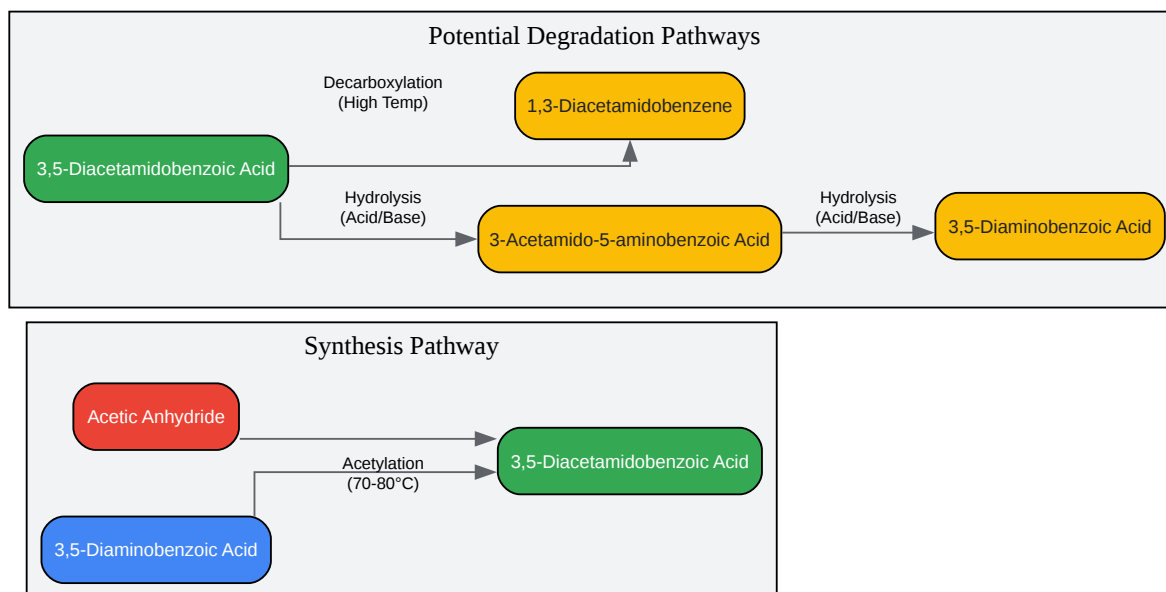 Potential Degradation Pathways
Decarboxylation
(High Temp)
1,3-Diacetamidobenzene
3,5-Diacetamidobenzoic Acid
Hydrolysis
(Acid/Base)
3-Acetamido-5-aminobenzoic Acid
Hydrolysis
(Acid/Base)
3,5-Diaminobenzoic Acid
Synthesis Pathway
Acetic Anhydride
Acetylation
(70-80°C)
3,5-Diacetamidobenzoic Acid
3,5-Diaminobenzoic Acid